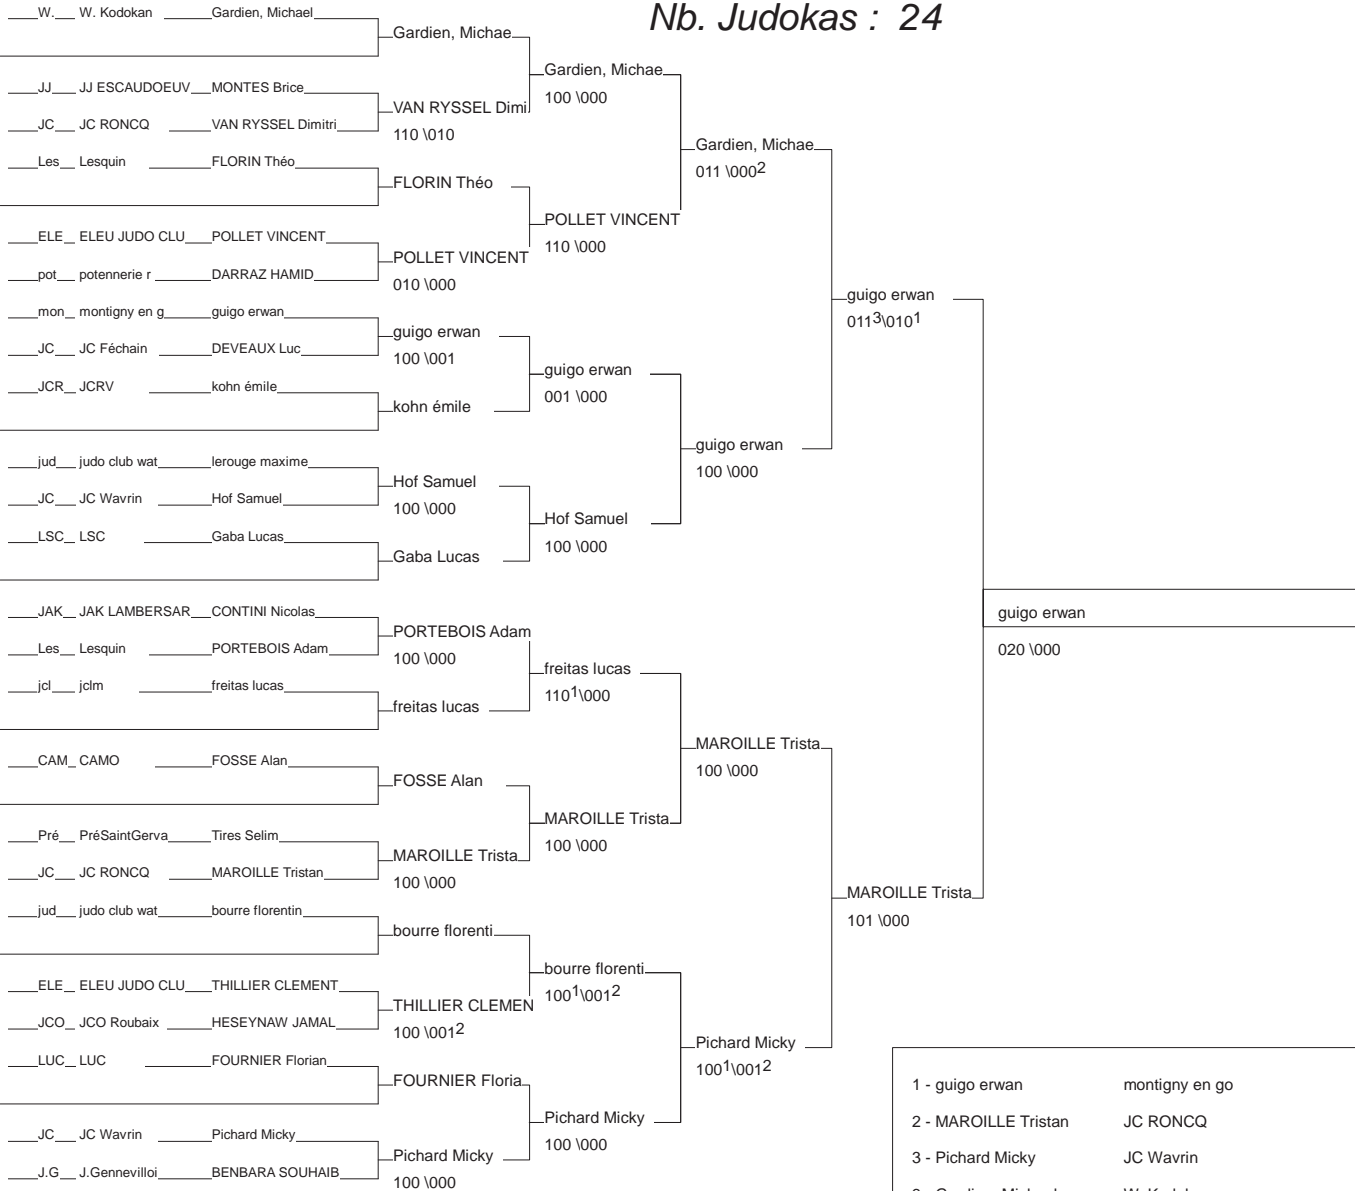 Nb. Judokas : 24
W. W. Kodokan Gardien, Michael
JJ JJ ESCAUDOEUV MONTES Brice
JC JC RONCQ VAN RYSSEL Dimitri
Les Lesquin FLORIN Théo
ELE ELEU JUDO CLU POLLET VINCENT
pot potennerie r DARRAZ HAMID
mon montigny en g guigo erwan
JC JC Féchain DEVEAUX Luc
JCR JCRV kohn émile
jud judo club wat lerouge maxime
JC JC Wavrin Hof Samuel
LSC LSC Gaba Lucas
JAK JAK LAMBERSAR CONTINI Nicolas
Les Lesquin PORTEBOIS Adam
jcl jclm freitas lucas
CAM CAMO FOSSE Alan
Pré PréSaintGerva Tires Selim
JC JC RONCQ MAROILLE Tristan
jud judo club wat bourre florentin
ELE ELEU JUDO CLU THILLIER CLEMENT
JCO JCO Roubaix HESEYNAW JAMAL
LUC LUC FOURNIER Florian
JC JC Wavrin Pichard Micky
J.G J.Gennevilloi BENBARA SOUHAIB
Gardien, Michae
VAN RYSSEL Dimi
110 \010
FLORIN Théo
POLLET VINCENT
010 \000
guigo erwan
100 \001
kohn émile
Hof Samuel
100 \000
Gaba Lucas
PORTEBOIS Adam
100 \000
freitas lucas
FOSSE Alan
MAROILLE Trista
100 \000
bourre florenti
THILLIER CLEMEN
100 \001²
FOURNIER Floria
Pichard Micky
100 \000
Gardien, Michae
100 \000
POLLET VINCENT
110 \000
guigo erwan
001 \000
Hof Samuel
100 \000
freitas lucas
110¹\000
MAROILLE Trista
100 \000
bourre florenti
100¹\001²
Pichard Micky
100 \000
Gardien, Michae
011 \000²
guigo erwan
100 \000
MAROILLE Trista
100 \000
Pichard Micky
100¹\001²
guigo erwan
011³\010¹
MAROILLE Trista
101 \000
guigo erwan
020 \000
1 - guigo erwan montigny en go
2 - MAROILLE Tristan JC RONCQ
3 - Pichard Micky JC Wavrin